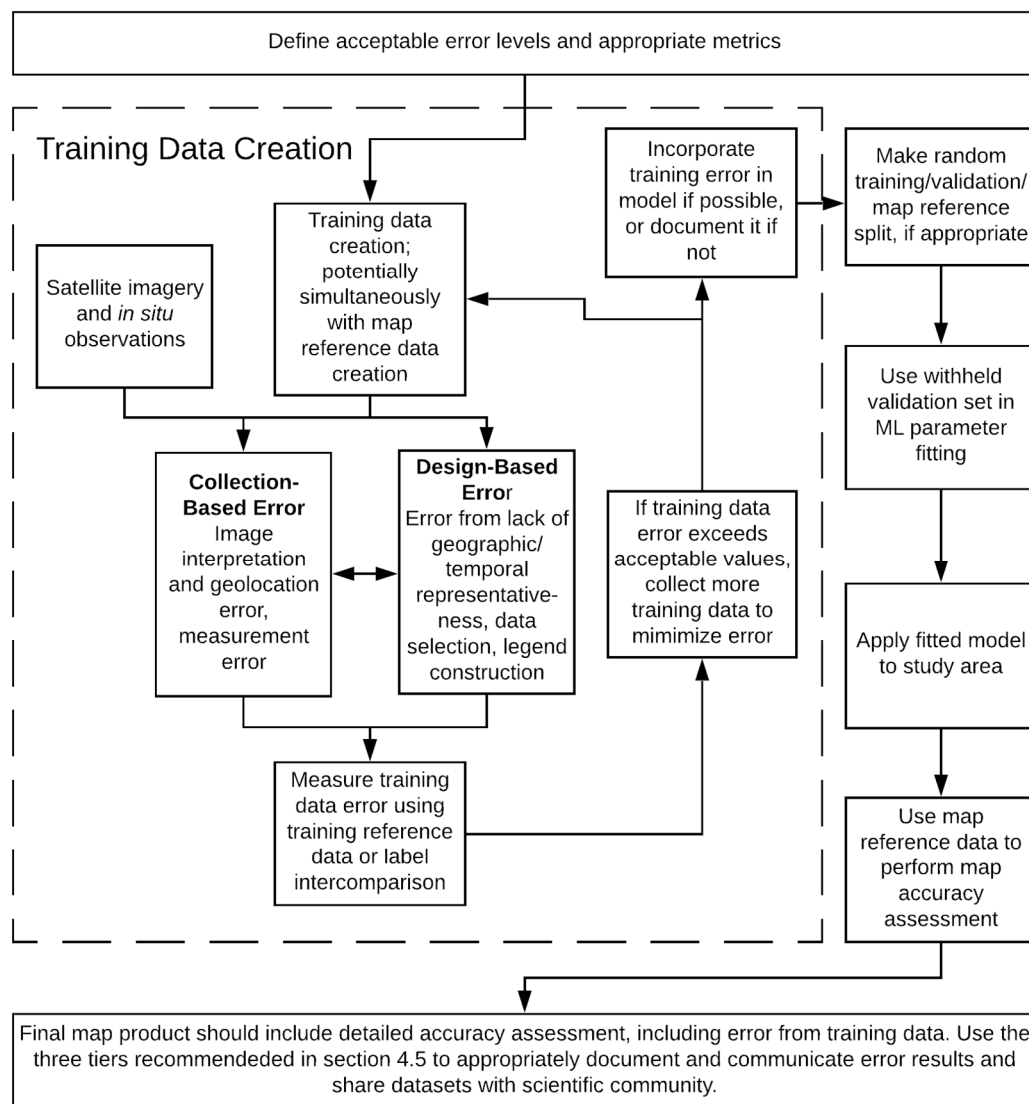 Define acceptable error levels and appropriate metrics
Training Data Creation
Satellite imagery
and in situ
observations
Training data
creation;
potentially
simultaneously
with map
reference data
creation
Collection-
Based Error
Image
interpretation
and geolocation
error,
measurement
error
Design-Based
Error
Error from lack of
geographic/
temporal
representative-
ness, data
selection, legend
construction
Measure training
data error using
training reference
data or label
intercomparison
If training data
error exceeds
acceptable values,
collect more
training data to
mimimize error
Incorporate
training error in
model if possible,
or document it if
not
Make random
training/validation/
map reference
split, if appropriate
Use withheld
validation set in
ML parameter
fitting
Apply fitted model
to study area
Use map
reference data to
perform map
accuracy
assessment
Final map product should include detailed accuracy assessment, including error from training data. Use the
three tiers recommendeded in section 4.5 to appropriately document and communicate error results and
share datasets with scientific community.